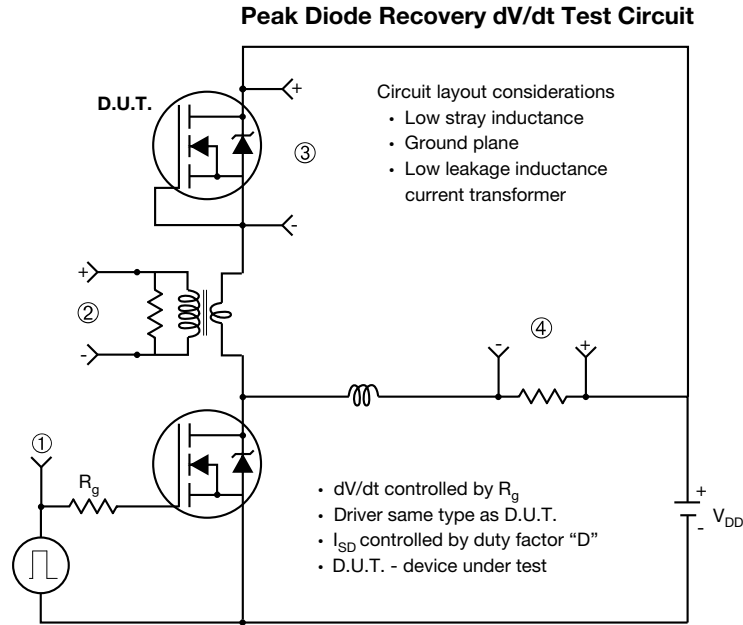 Peak Diode Recovery dV/dt Test Circuit
+
D.U.T.
Circuit layout considerations
• Low stray inductance
• Ground plane
• Low leakage inductance
current transformer
③
-
+
②
-
④
-
+
①
Rg
• dV/dt controlled by Rg
• Driver same type as D.U.T.
• ISD controlled by duty factor “D”
• D.U.T. - device under test
+
-
VDD